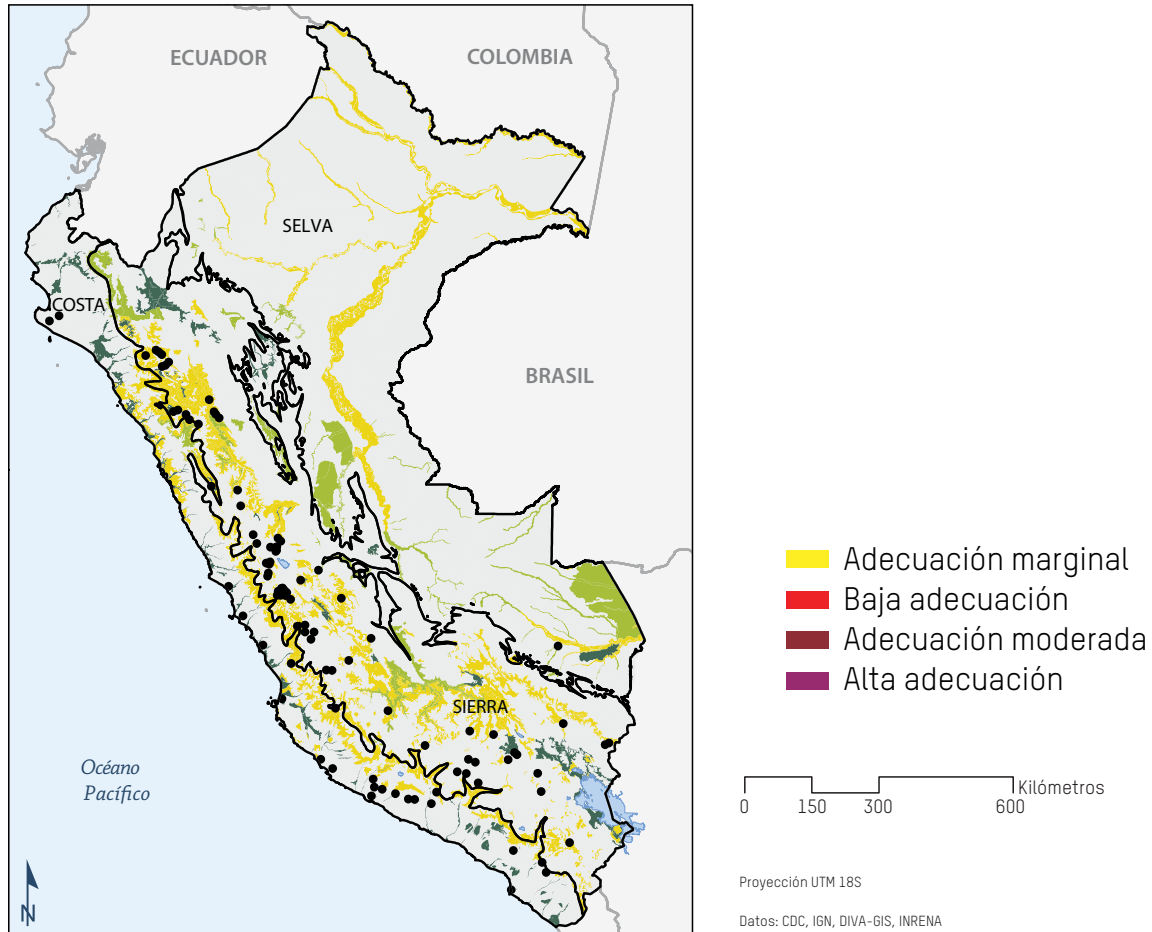 ECUADOR
COLOMBIA
SELVA
COSTA
BRASIL
SIERRA
Océano
Pacífico
N
Adecuación marginal
Baja adecuación
Adecuación moderada
Alta adecuación
Kilómetros
0 150 300 600
Proyección UTM 18S
Datos: CDC, IGN, DIVA-GIS, INRENA